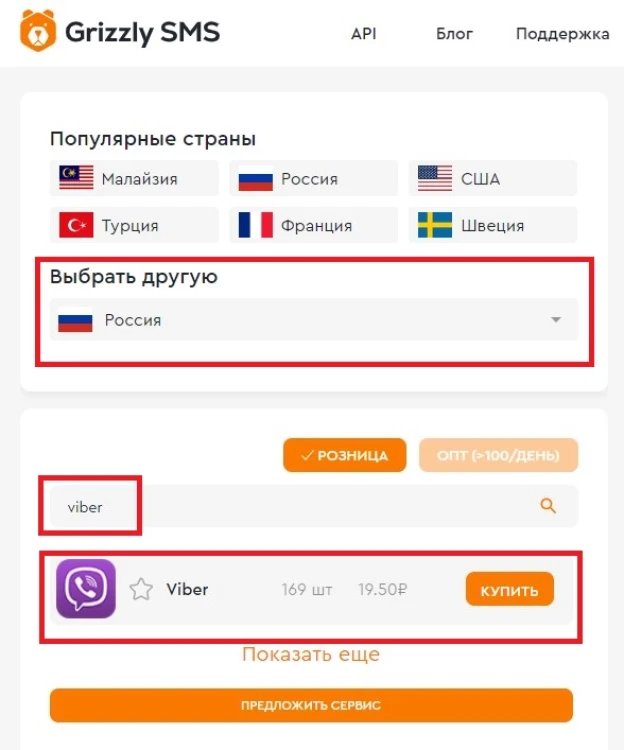 Grizzly SMS API Блог Поддержка
Популярные страны
Малайзия Россия США
Турция Франция Швеция
Выбрать другую
Россия
РОЗНИЦА ОПТ (>100/ДЕНЬ)
viber
Viber 169 шт 19.50₽ КУПИТЬ
Показать еще
ПРЕДЛОЖИТЬ СЕРВИС